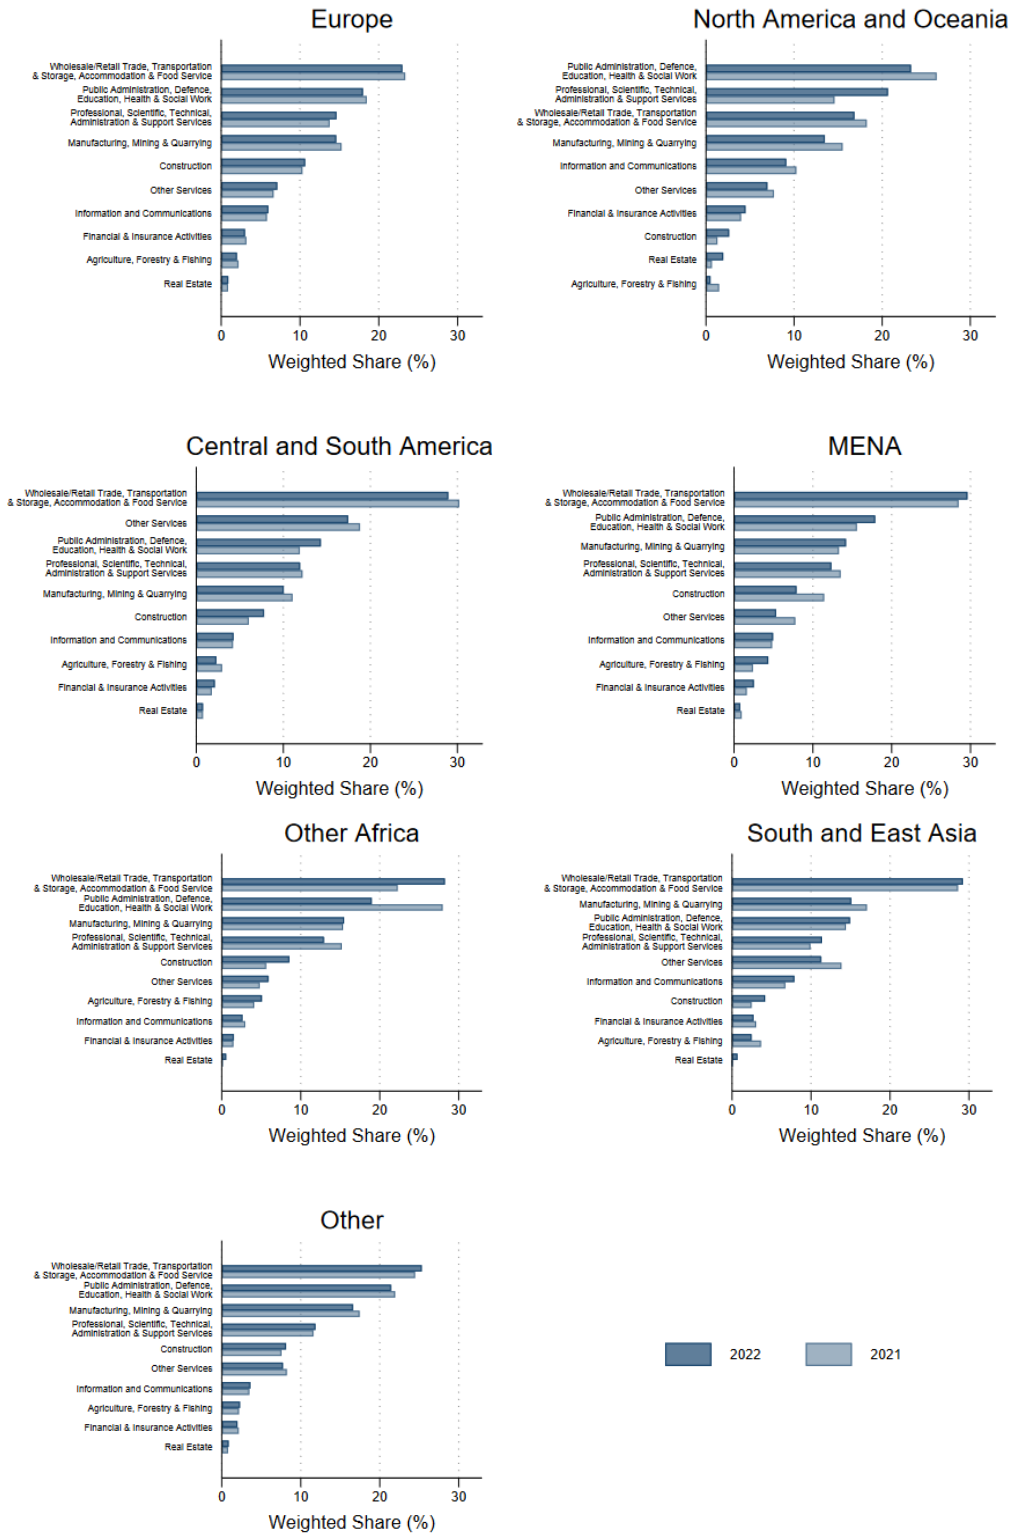 Europe
Wholesale/Retail Trade, Transportation
& Storage, Accommodation & Food Service
Public Administration, Defence,
Education, Health & Social Work
Professional, Scientific, Technical,
Administration & Support Services
Manufacturing, Mining & Quarrying
Construction
Other Services
Information and Communications
Financial & Insurance Activities
Agriculture, Forestry & Fishing
Real Estate
0 10 20 30
Weighted Share (%)
North America and Oceania
Public Administration, Defence,
Education, Health & Social Work
Professional, Scientific, Technical,
Administration & Support Services
Wholesale/Retail Trade, Transportation
& Storage, Accommodation & Food Service
Manufacturing, Mining & Quarrying
Information and Communications
Other Services
Financial & Insurance Activities
Construction
Real Estate
Agriculture, Forestry & Fishing
0 10 20 30
Weighted Share (%)
Central and South America
Wholesale/Retail Trade, Transportation
& Storage, Accommodation & Food Service
Other Services
Public Administration, Defence,
Education, Health & Social Work
Professional, Scientific, Technical,
Administration & Support Services
Manufacturing, Mining & Quarrying
Construction
Information and Communications
Agriculture, Forestry & Fishing
Financial & Insurance Activities
Real Estate
0 10 20 30
Weighted Share (%)
MENA
Wholesale/Retail Trade, Transportation
& Storage, Accommodation & Food Service
Public Administration, Defence,
Education, Health & Social Work
Manufacturing, Mining & Quarrying
Professional, Scientific, Technical,
Administration & Support Services
Construction
Other Services
Information and Communications
Agriculture, Forestry & Fishing
Financial & Insurance Activities
Real Estate
0 10 20 30
Weighted Share (%)
Other Africa
Wholesale/Retail Trade, Transportation
& Storage, Accommodation & Food Service
Public Administration, Defence,
Education, Health & Social Work
Manufacturing, Mining & Quarrying
Professional, Scientific, Technical,
Administration & Support Services
Construction
Other Services
Agriculture, Forestry & Fishing
Information and Communications
Financial & Insurance Activities
Real Estate
0 10 20 30
Weighted Share (%)
South and East Asia
Wholesale/Retail Trade, Transportation
& Storage, Accommodation & Food Service
Manufacturing, Mining & Quarrying
Public Administration, Defence,
Education, Health & Social Work
Professional, Scientific, Technical,
Administration & Support Services
Other Services
Information and Communications
Construction
Financial & Insurance Activities
Agriculture, Forestry & Fishing
Real Estate
0 10 20 30
Weighted Share (%)
Other
Wholesale/Retail Trade, Transportation
& Storage, Accommodation & Food Service
Public Administration, Defence,
Education, Health & Social Work
Manufacturing, Mining & Quarrying
Professional, Scientific, Technical,
Administration & Support Services
Construction
Other Services
Information and Communications
Agriculture, Forestry & Fishing
Financial & Insurance Activities
Real Estate
0 10 20 30
Weighted Share (%)
2022 2021